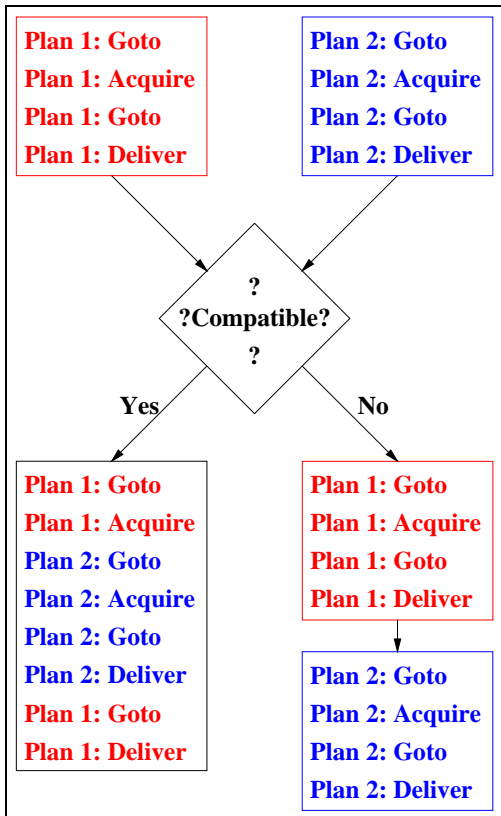 Plan 1: Goto
Plan 1: Acquire
Plan 1: Goto
Plan 1: Deliver
Plan 2: Goto
Plan 2: Acquire
Plan 2: Goto
Plan 2: Deliver
?
?Compatible?
?
Yes
No
Plan 1: Goto
Plan 1: Acquire
Plan 2: Goto
Plan 2: Acquire
Plan 2: Goto
Plan 2: Deliver
Plan 1: Goto
Plan 1: Deliver
Plan 1: Goto
Plan 1: Acquire
Plan 1: Goto
Plan 1: Deliver
Plan 2: Goto
Plan 2: Acquire
Plan 2: Goto
Plan 2: Deliver